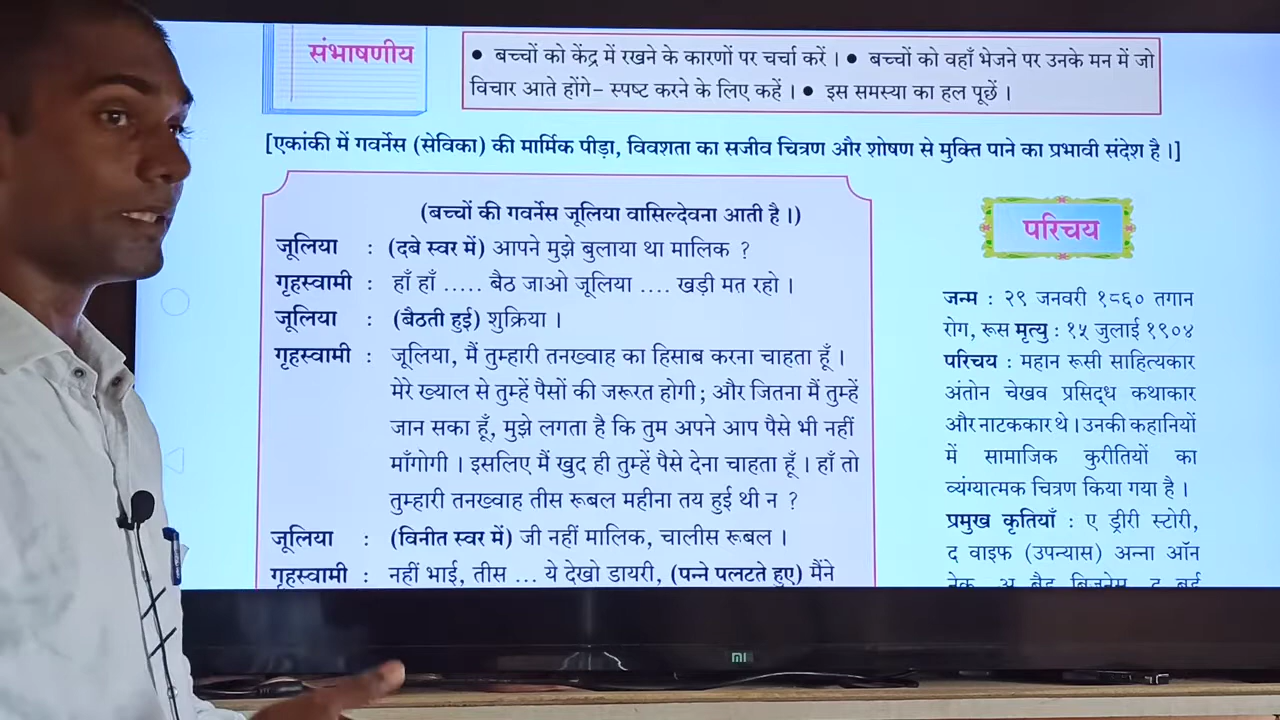 संभाषणीय
● बच्चों को केंद्र में रखने के कारणों पर चर्चा करें । ● बच्चों को वहाँ भेजने पर उनके मन में जो
विचार आते होंगे- स्पष्ट करने के लिए कहें । ● इस समस्या का हल पूछें ।
[एकांकी में गवर्नेस (सेविका) की मार्मिक पीड़ा, विवशता का सजीव चित्रण और शोषण से मुक्ति पाने का प्रभावी संदेश है ।]
(बच्चों की गवर्नेस जूलिया वासिल्देवना आती है ।)
जूलिया : (दबे स्वर में) आपने मुझे बुलाया था मालिक ?
गृहस्वामी : हाँ हाँ ..... बैठ जाओ जूलिया .... खड़ी मत रहो ।
जूलिया : (बैठती हुई) शुक्रिया ।
गृहस्वामी : जूलिया, मैं तुम्हारी तनख्वाह का हिसाब करना चाहता हूँ ।
मेरे ख्याल से तुम्हें पैसों की जरूरत होगी ; और जितना मैं तुम्हें
जान सका हूँ, मुझे लगता है कि तुम अपने आप पैसे भी नहीं
माँगोगी । इसलिए मैं खुद ही तुम्हें पैसे देना चाहता हूँ । हाँ तो
तुम्हारी तनख्वाह तीस रूबल महीना तय हुई थी न ?
जूलिया : (विनीत स्वर में) जी नहीं मालिक, चालीस रूबल ।
गृहस्वामी : नहीं भाई, तीस ... ये देखो डायरी, (पन्ने पलटते हुए) मैंने
परिचय
जन्म : २९ जनवरी १८६० तगान
रोग, रूस मृत्यु : १५ जुलाई १९०४
परिचय : महान रूसी साहित्यकार
अंतोन चेखव प्रसिद्ध कथाकार
और नाटककार थे । उनकी कहानियों
में सामाजिक कुरीतियों का
व्यंग्यात्मक चित्रण किया गया है ।
प्रमुख कृतियाँ : ए ड्रीरी स्टोरी,
द वाइफ (उपन्यास) अन्ना ऑन
नेक, अ बैड बिजनेस, द बर्ड
mi